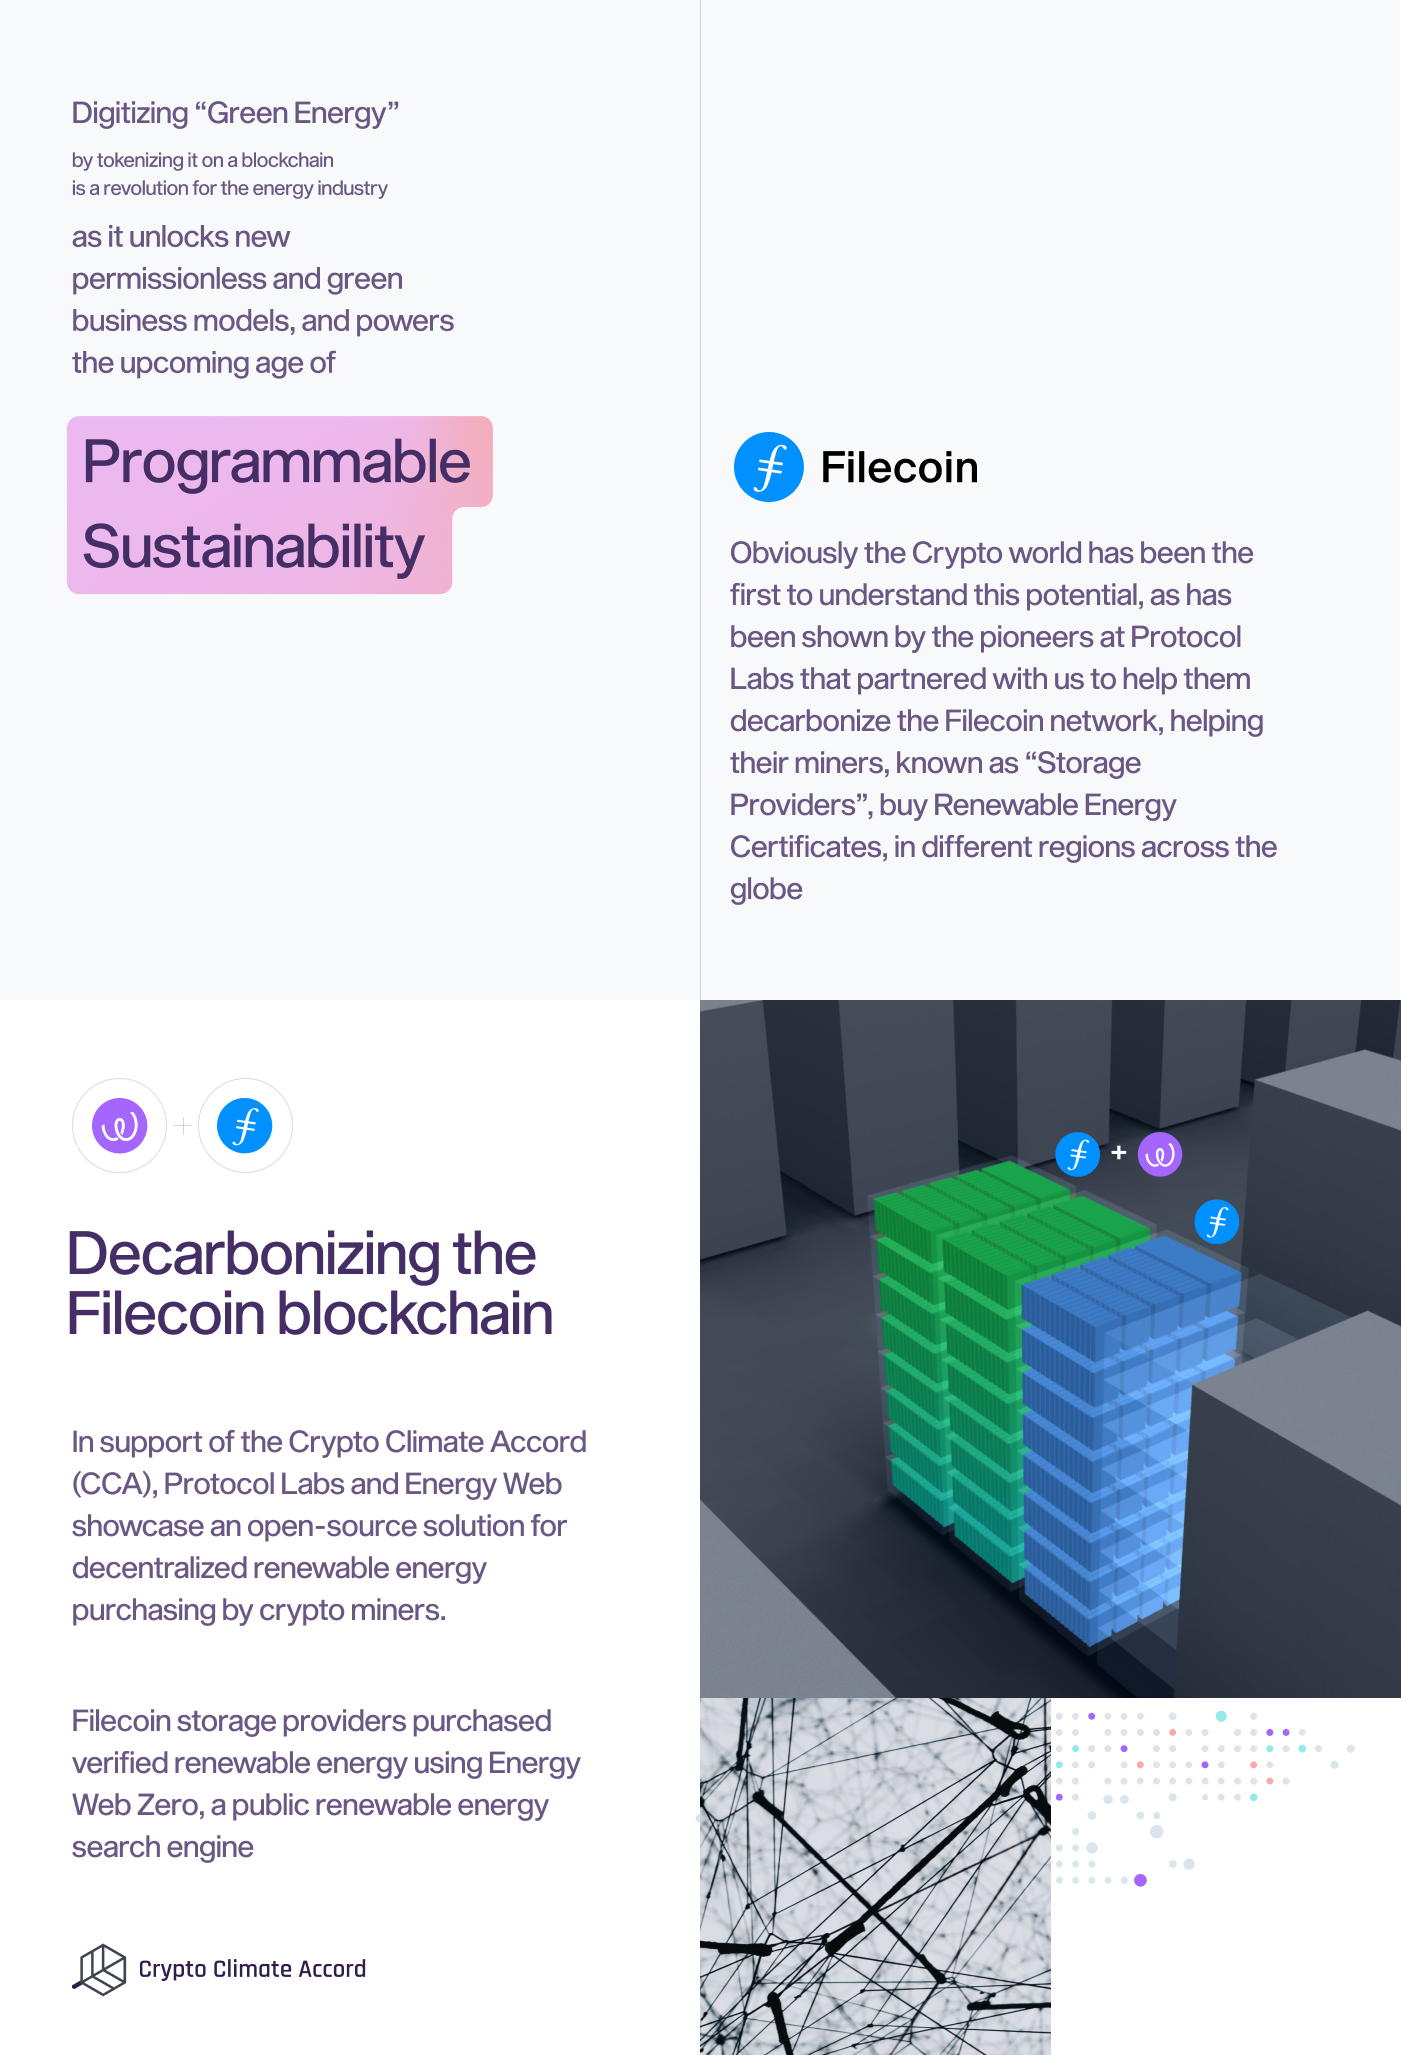 Digitizing “Green Energy”
by tokenizing it on a blockchain
is a revolution for the energy industry
as it unlocks new
permissionless and green
business models, and powers
the upcoming age of
Programmable
Sustainability
Filecoin
Obviously the Crypto world has been the
first to understand this potential, as has
been shown by the pioneers at Protocol
Labs that partnered with us to help them
decarbonize the Filecoin network, helping
their miners, known as “Storage
Providers”, buy Renewable Energy
Certificates, in different regions across the
globe
Decarbonizing the
Filecoin blockchain
In support of the Crypto Climate Accord
(CCA), Protocol Labs and Energy Web
showcase an open-source solution for
decentralized renewable energy
purchasing by crypto miners.
Filecoin storage providers purchased
verified renewable energy using Energy
Web Zero, a public renewable energy
search engine
Crypto Climate Accord
+